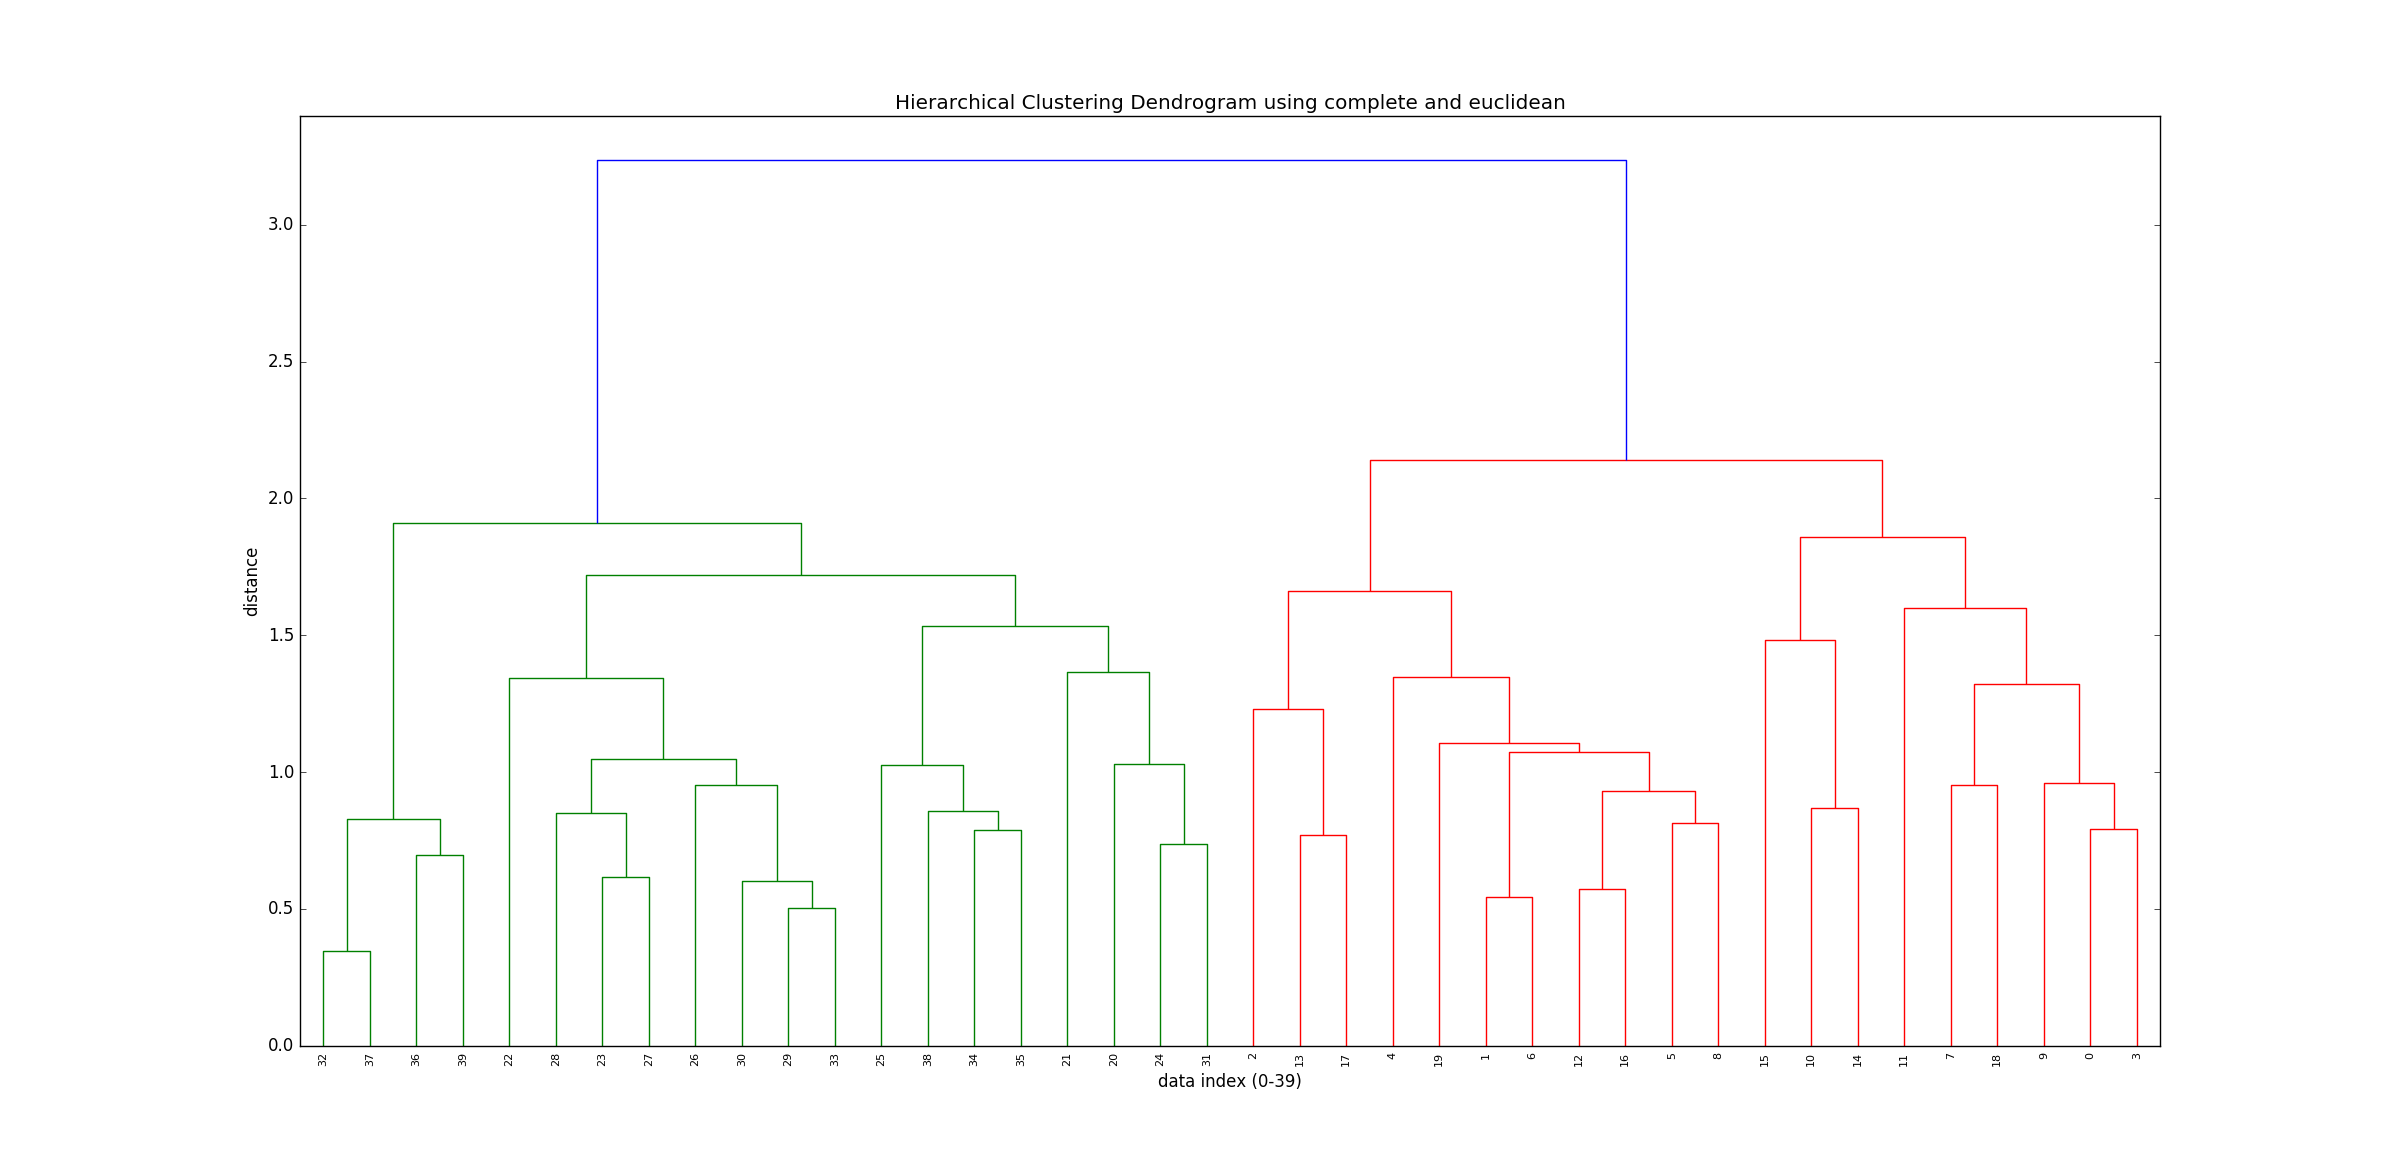 Hierarchical Clustering Dendrogram using complete and euclidean
3.0
2.5
2.0
1.5
1.0
0.5
0.0
distance
32 37 36 39 22 28 23 27 26 30 29 33 25 38 34 35 21 20 24 31 2 13 17 4 19 1 6 12 16 5 8 15 10 14 11 7 18 9 0 3
data index (0-39)